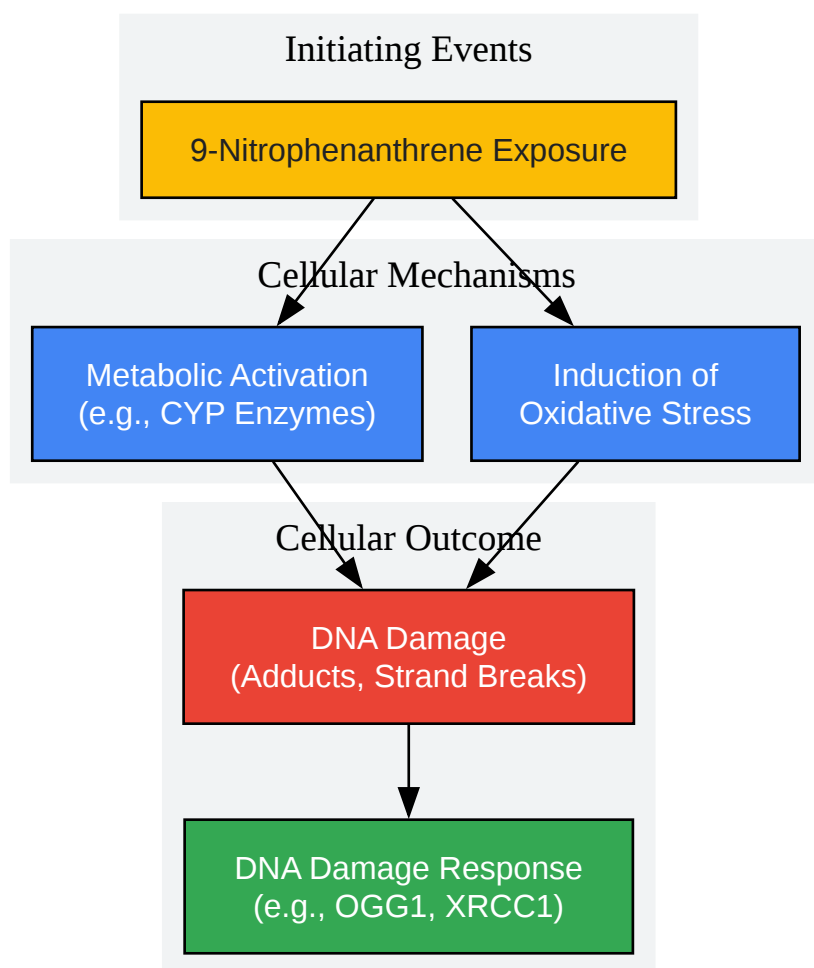 Initiating Events
9-Nitrophenanthrene Exposure
Cellular Mechanisms
Metabolic Activation
(e.g., CYP Enzymes)
Induction of
Oxidative Stress
Cellular Outcome
DNA Damage
(Adducts, Strand Breaks)
DNA Damage Response
(e.g., OGG1, XRCC1)